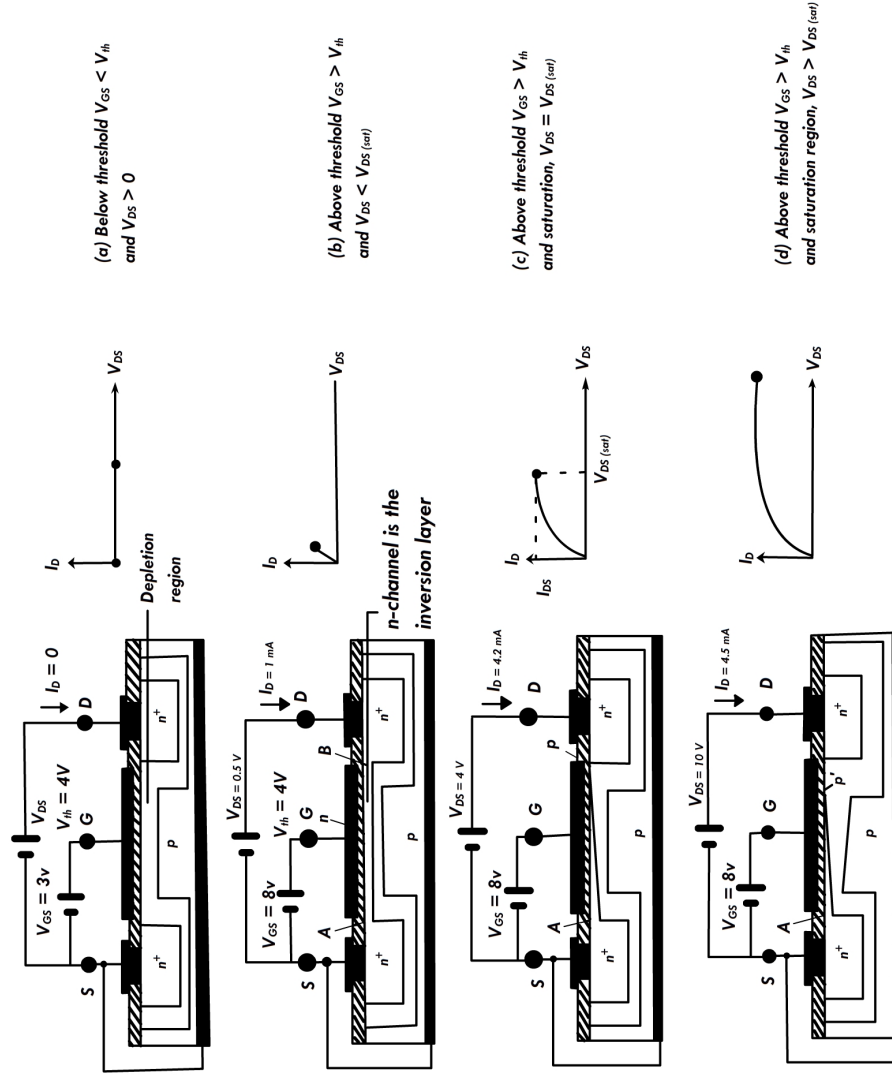 V_DS
V_GS = 3v
V_th = 4V
I_D = 0
S
G
D
n+
p
n+
Depletion
region
I_D
V_DS
(a) Below threshold V_GS < V_th
and V_DS > 0
V_DS = 0.5 V
V_GS = 8v
V_th = 4V
I_D = 1 mA
S
G
D
A
n
B
n+
p
n+
n-channel is the
inversion layer
I_D
V_DS
(b) Above threshold V_GS > V_th
and V_DS < V_DS (sat)
V_DS = 4 V
V_GS = 8v
I_D = 4.2 mA
S
G
D
A
p
n+
p
n+
I_D
I_DS
V_DS (sat)
V_DS
(c) Above threshold V_GS > V_th
and saturation, V_DS = V_DS (sat)
V_DS = 10 V
V_GS = 8v
I_D = 4.5 mA
S
G
D
A
p'
n+
p
n+
I_D
V_DS
(d) Above threshold V_GS > V_th
and saturation region, V_DS > V_DS (sat)